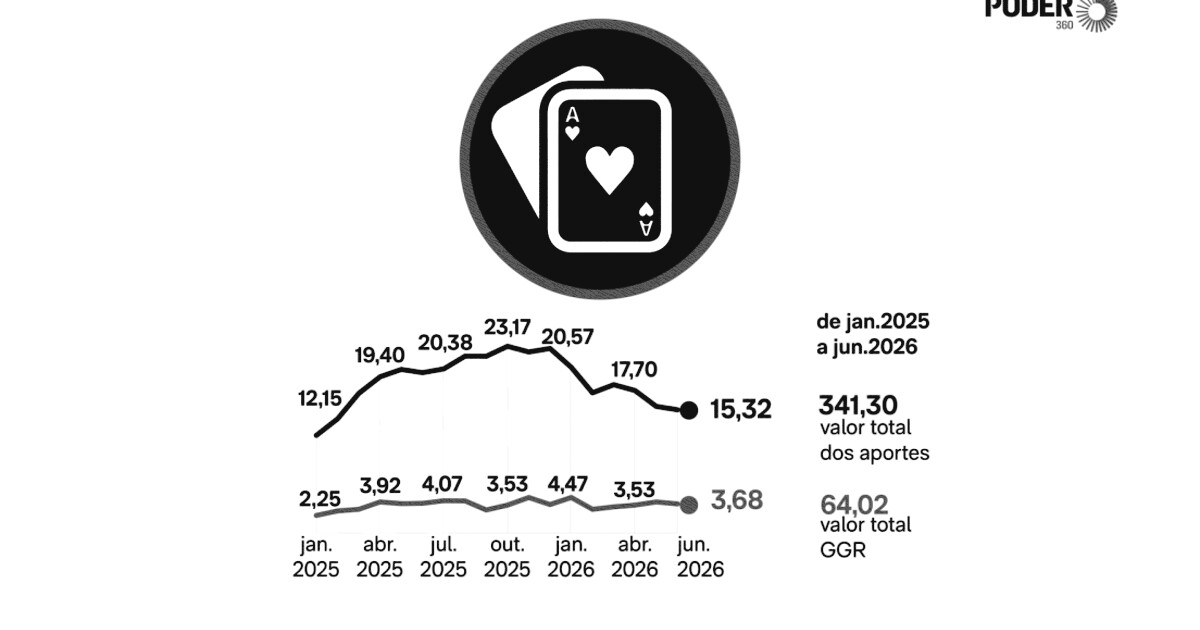 PODER
360
A
A
de jan.2025
a jun.2026
12,15
19,40
20,38
23,17
20,57
17,70
15,32
341,30
valor total
dos aportes
2,25
3,92
4,07
3,53
4,47
3,53
3,68
64,02
valor total
GGR
jan.
2025
abr.
2025
jul.
2025
out.
2025
jan.
2026
abr.
2026
jun.
2026